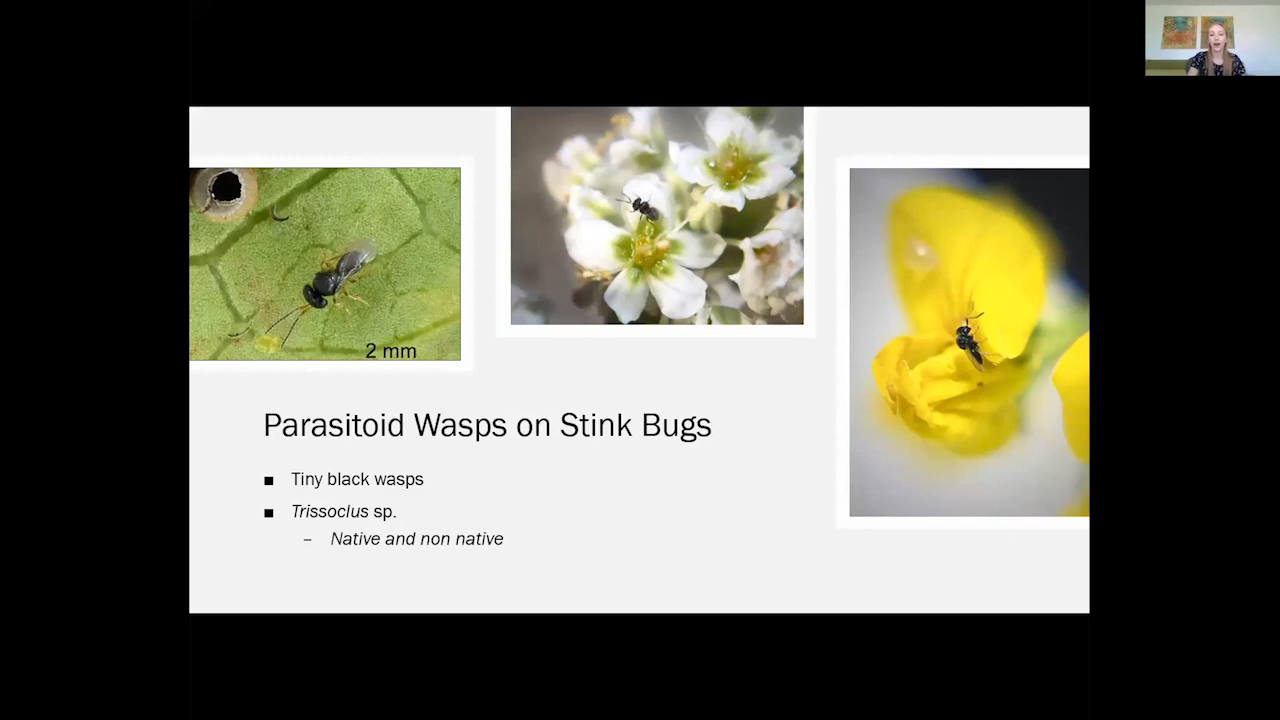 2 mm
Parasitoid Wasps on Stink Bugs
■ Tiny black wasps
■ Trissoclus sp.
– Native and non native